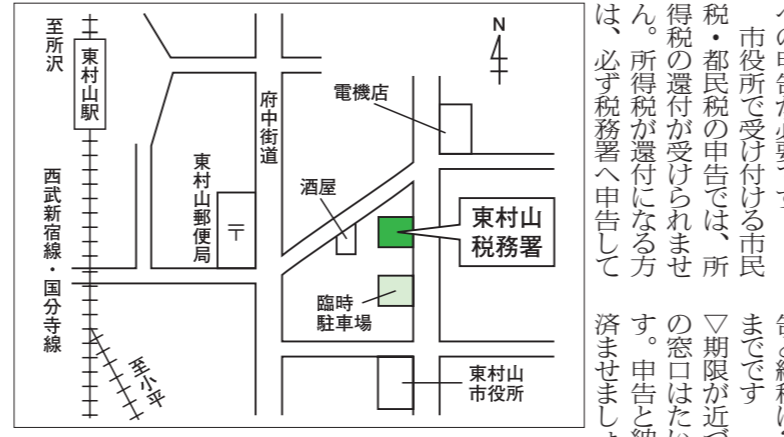 至所沢
東村山駅
西武新宿線・国分寺線
至小平
東村山郵便局
〒
府中街道
酒屋
電機店
N
東村山
税務署
臨時
駐車場
東村山
市役所
市役所で受け付ける市民
税・都民税の申告では、所
得税の還付が受けられませ
ん。所得税が還付になる方
は、必ず税務署へ申告して
までです
▽期限が近づ
の窓口はたい
す。申告と納
済ませましょ